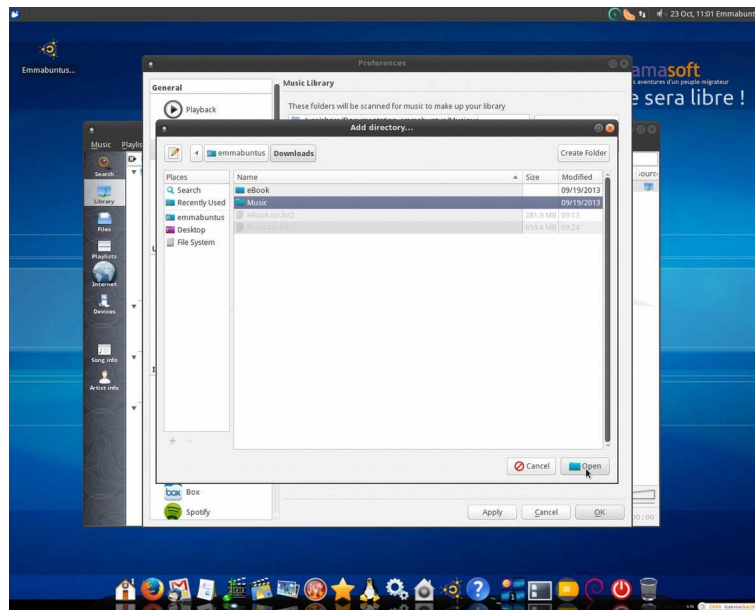 23 Oct, 11:01 Emmabunt
Emmabuntus...
amasoft
s aventures d'un peuple migrateur
e sera libre !
Preferences
General
Playback
Music Library
These folders will be scanned for music to make up your library
Music Playlis
Search
Library
Files
Playlists
Internet
Devices
Song info
Artist info
Add directory...
emmabuntus
Downloads
Create Folder
Places
Search
Recently Used
emmabuntus
Desktop
File System
Name
Size
Modified
eBook
09/19/2013
Music
09/19/2013
eBook.tar.bz2
281.9 MB
09:13
Music.tar.bz2
659.4 MB
09:24
Cancel
Open
box
Box
Spotify
Apply
Cancel
OK